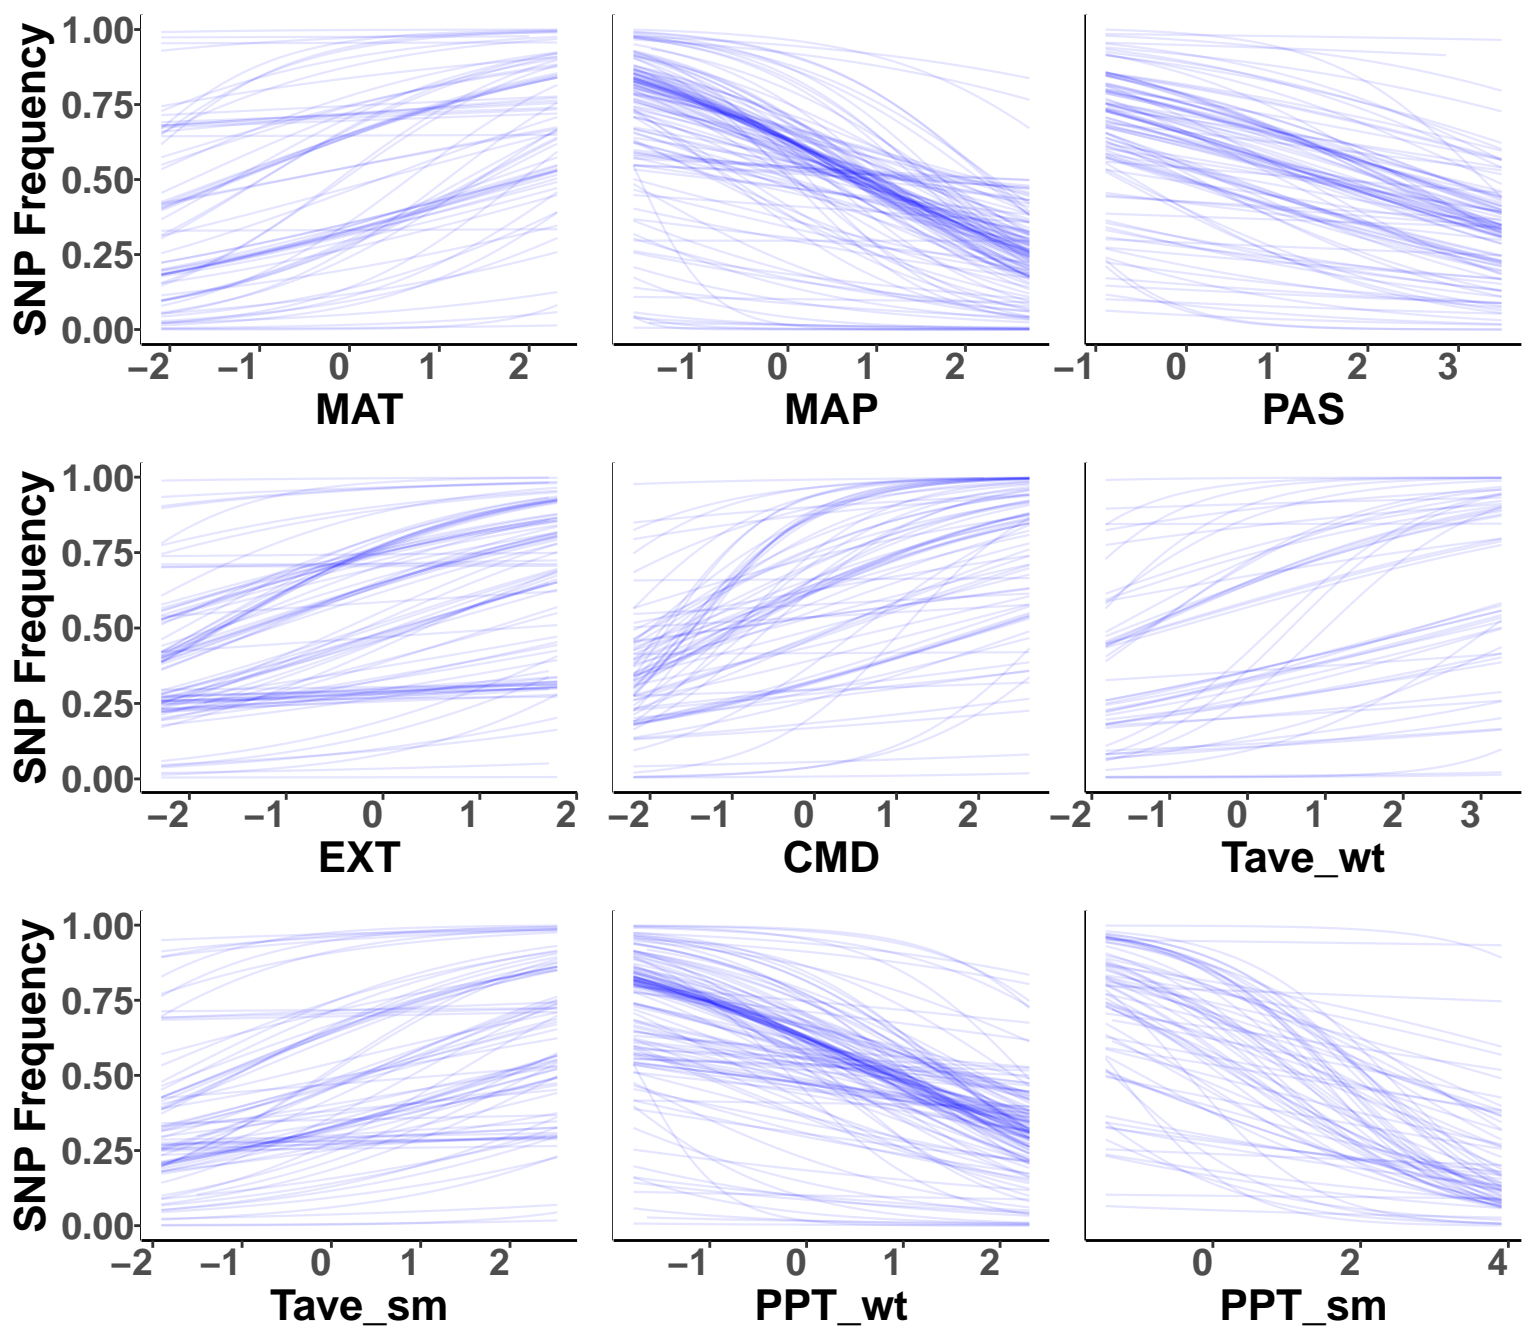 SNP Frequency
1.00
0.75
0.50
0.25
0.00
−2 −1 0 1 2
MAT
−1 0 1 2
MAP
−1 0 1 2 3
PAS
SNP Frequency
1.00
0.75
0.50
0.25
0.00
−2 −1 0 1 2
EXT
−2 −1 0 1 2
CMD
−2 −1 0 1 2 3
Tave_wt
SNP Frequency
1.00
0.75
0.50
0.25
0.00
−2 −1 0 1 2
Tave_sm
−1 0 1 2
PPT_wt
0 2 4
PPT_sm